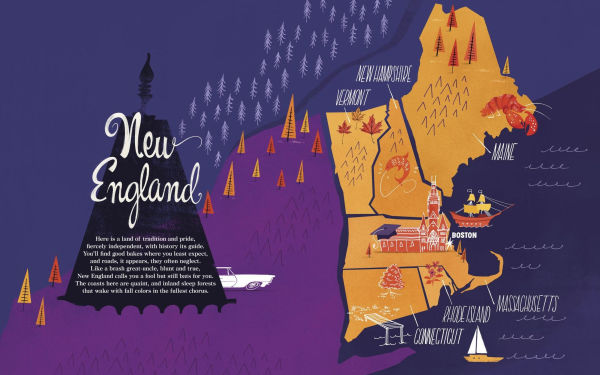 New
England
Here is a land of tradition and pride,
fiercely independent, with history its guide.
You'll find good bakes where you least expect,
and roads, it appears, they often neglect.
Like a brash great-uncle, blunt and true,
New England calls you a fool but still bets for you.
The coasts here are quaint, and inland sleep forests
that wake with fall colors in the fullest chorus.
NEW HAMPSHIRE
VERMONT
MAINE
BOSTON
MASSACHUSETTS
RHODE ISLAND
CONNECTICUT